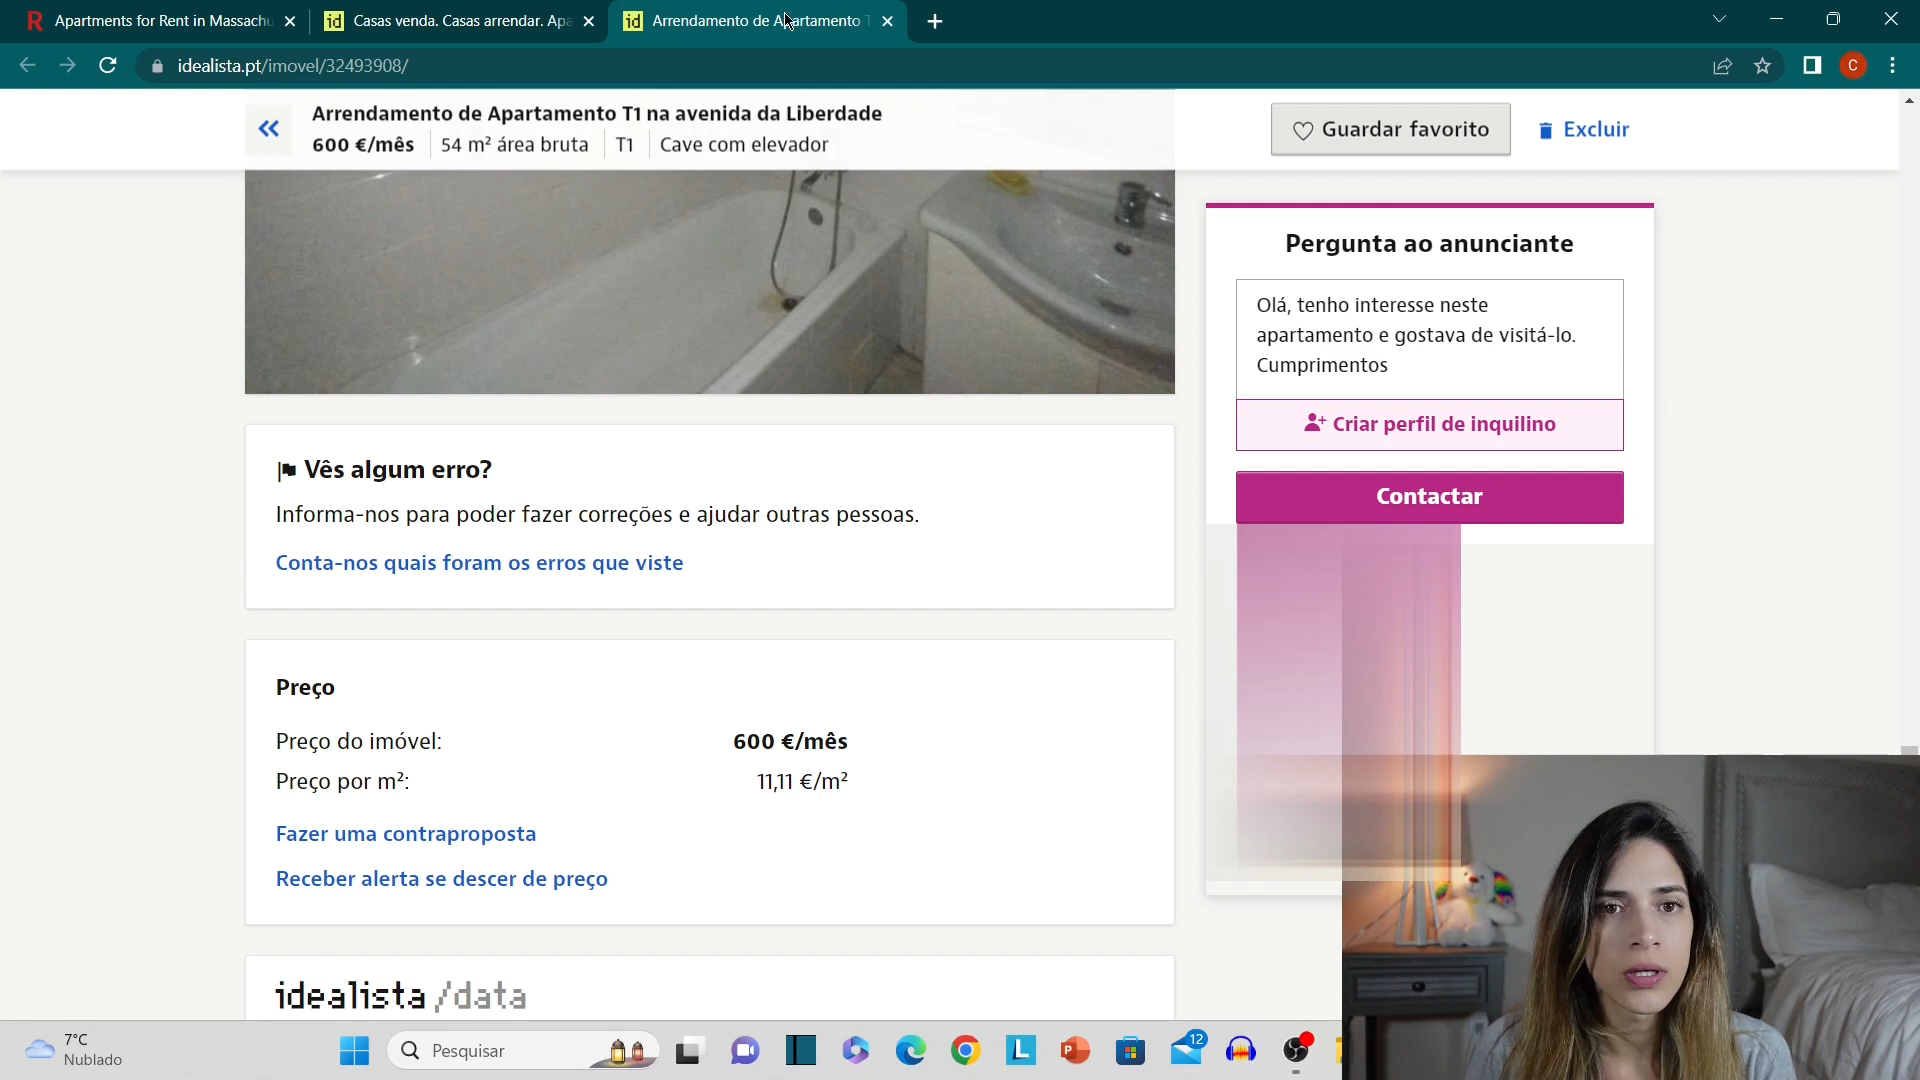 Apartments for Rent in Massachu
Casas venda. Casas arrendar. Apa
Arrendamento de Apartamento T
idealista.pt/imovel/32493908/
C
Arrendamento de Apartamento T1 na avenida da Liberdade
600 €/mês 54 m² área bruta T1 Cave com elevador
Guardar favorito
Excluir
Pergunta ao anunciante
Olá, tenho interesse neste
apartamento e gostava de visitá-lo.
Cumprimentos
Criar perfil de inquilino
Contactar
Vês algum erro?
Informa-nos para poder fazer correções e ajudar outras pessoas.
Conta-nos quais foram os erros que viste
Preço
Preço do imóvel: 600 €/mês
Preço por m²: 11,11 €/m²
Fazer uma contraproposta
Receber alerta se descer de preço
idealista/data
7°C
Nublado
Pesquisar
12